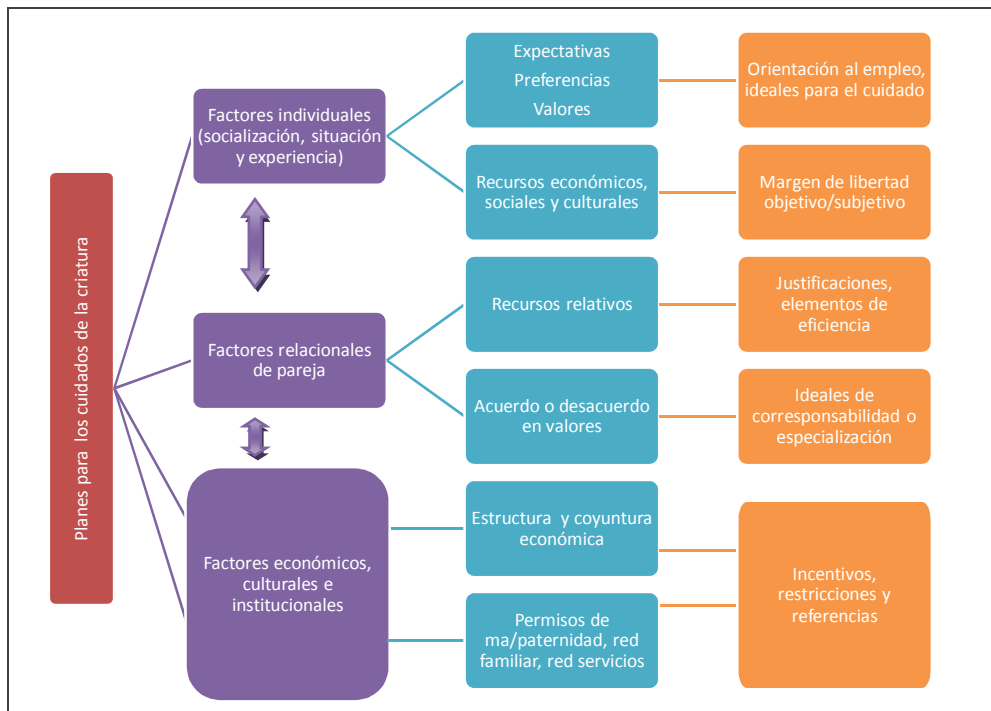 Planes para los cuidados de la criatura
Factores individuales
(socialización, situación
y experiencia)
Factores relacionales
de pareja
Factores económicos,
culturales e
institucionales
Expectativas
Preferencias
Valores
Recursos económicos,
sociales y culturales
Recursos relativos
Acuerdo o desacuerdo
en valores
Estructura y coyuntura
económica
Permisos de
ma/paternidad, red
familiar, red servicios
Orientación al empleo,
ideales para el cuidado
Margen de libertad
objetivo/subjetivo
Justificaciones,
elementos de
eficiencia
Ideales de
corresponsabilidad o
especialización
Incentivos,
restricciones y
referencias